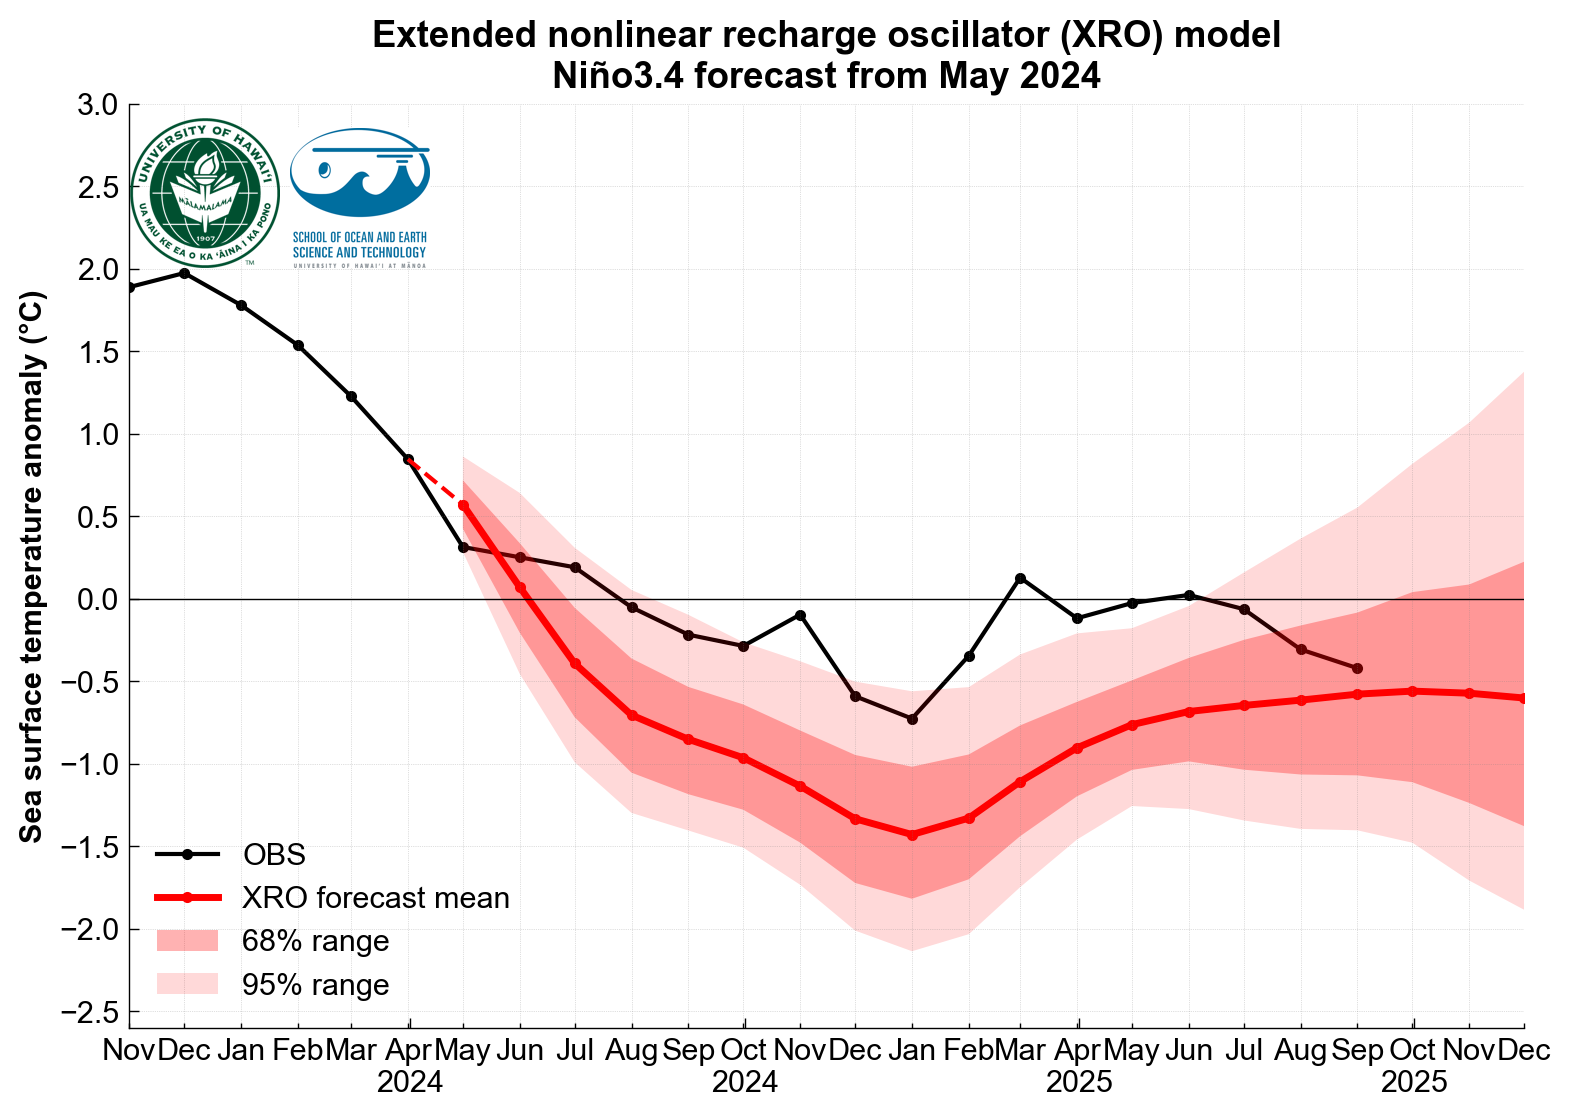 Extended nonlinear recharge oscillator (XRO) model
Niño3.4 forecast from May 2024
UNIVERSITY OF HAWAIʻI
MĀLAMALAMA
1907
UA MAU KE EA O KA ʻĀINA I KA PONO
TM
SCHOOL OF OCEAN AND EARTH
SCIENCE AND TECHNOLOGY
UNIVERSITY OF HAWAIʻI AT MĀNOA
Sea surface temperature anomaly (°C)
3.0
2.5
2.0
1.5
1.0
0.5
0.0
−0.5
−1.0
−1.5
−2.0
−2.5
OBS
XRO forecast mean
68% range
95% range
Nov Dec Jan Feb Mar Apr May Jun Jul Aug Sep Oct Nov Dec Jan Feb Mar Apr May Jun Jul Aug Sep Oct Nov Dec
2024 2024 2025 2025